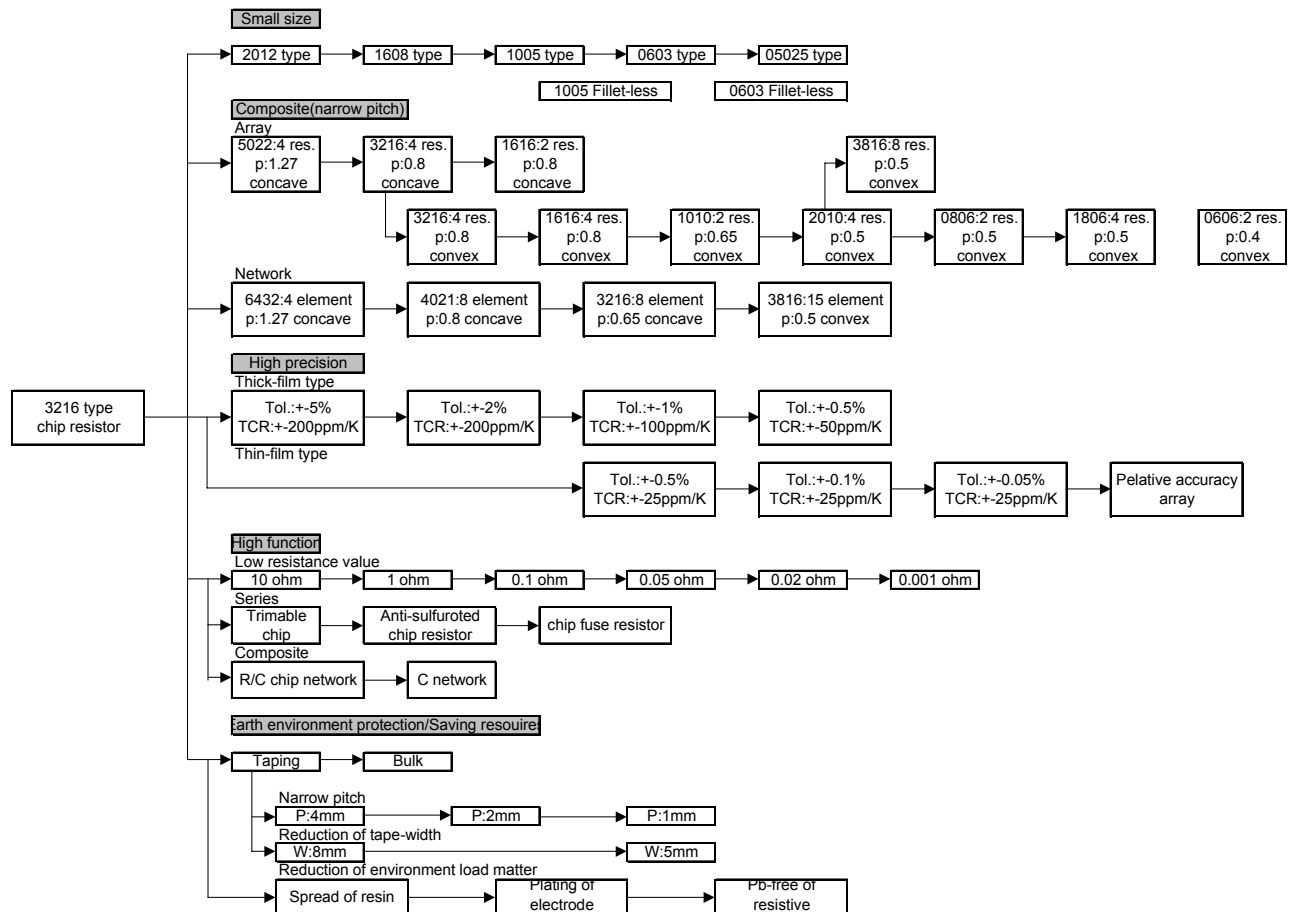 Small size
2012 type
1608 type
1005 type
0603 type
05025 type
1005 Fillet-less
0603 Fillet-less
Composite(narrow pitch)
Array
5022:4 res.
p:1.27
concave
3216:4 res.
p:0.8
concave
1616:2 res.
p:0.8
concave
3816:8 res.
p:0.5
convex
3216:4 res.
p:0.8
convex
1616:4 res.
p:0.8
convex
1010:2 res.
p:0.65
convex
2010:4 res.
p:0.5
convex
0806:2 res.
p:0.5
convex
1806:4 res.
p:0.5
convex
0606:2 res.
p:0.4
convex
Network
6432:4 element
p:1.27 concave
4021:8 element
p:0.8 concave
3216:8 element
p:0.65 concave
3816:15 element
p:0.5 convex
High precision
Thick-film type
3216 type
chip resistor
Tol.:+-5%
TCR:+-200ppm/K
Tol.:+-2%
TCR:+-200ppm/K
Tol.:+-1%
TCR:+-100ppm/K
Tol.:+-0.5%
TCR:+-50ppm/K
Thin-film type
Tol.:+-0.5%
TCR:+-25ppm/K
Tol.:+-0.1%
TCR:+-25ppm/K
Tol.:+-0.05%
TCR:+-25ppm/K
Pelative accuracy
array
High function
Low resistance value
10 ohm
1 ohm
0.1 ohm
0.05 ohm
0.02 ohm
0.001 ohm
Series
Trimable
chip
Anti-sulfuroted
chip resistor
chip fuse resistor
Composite
R/C chip network
C network
Earth environment protection/Saving resouires
Taping
Bulk
Narrow pitch
P:4mm
P:2mm
P:1mm
Reduction of tape-width
W:8mm
W:5mm
Reduction of environment load matter
Spread of resin
Plating of
electrode
Pb-free of
resistive